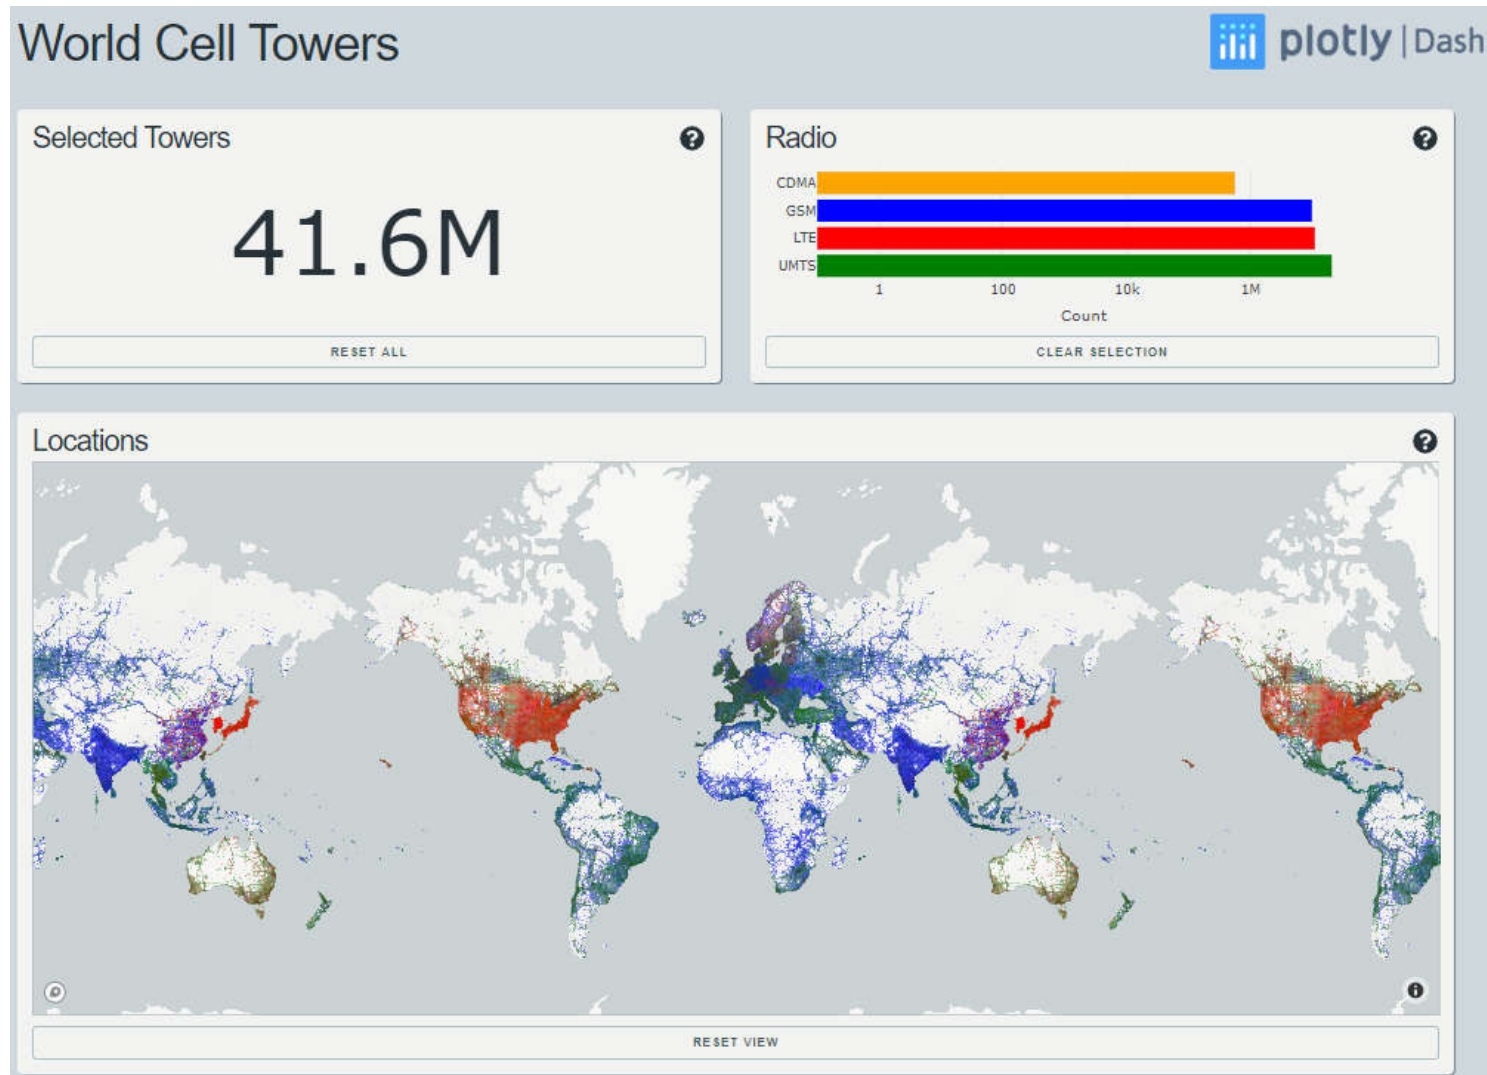 World Cell Towers
plotly | Dash
Selected Towers
41.6M
RESET ALL
Radio
CDMA
GSM
LTE
UMTS
1 100 10k 1M
Count
CLEAR SELECTION
Locations
RESET VIEW